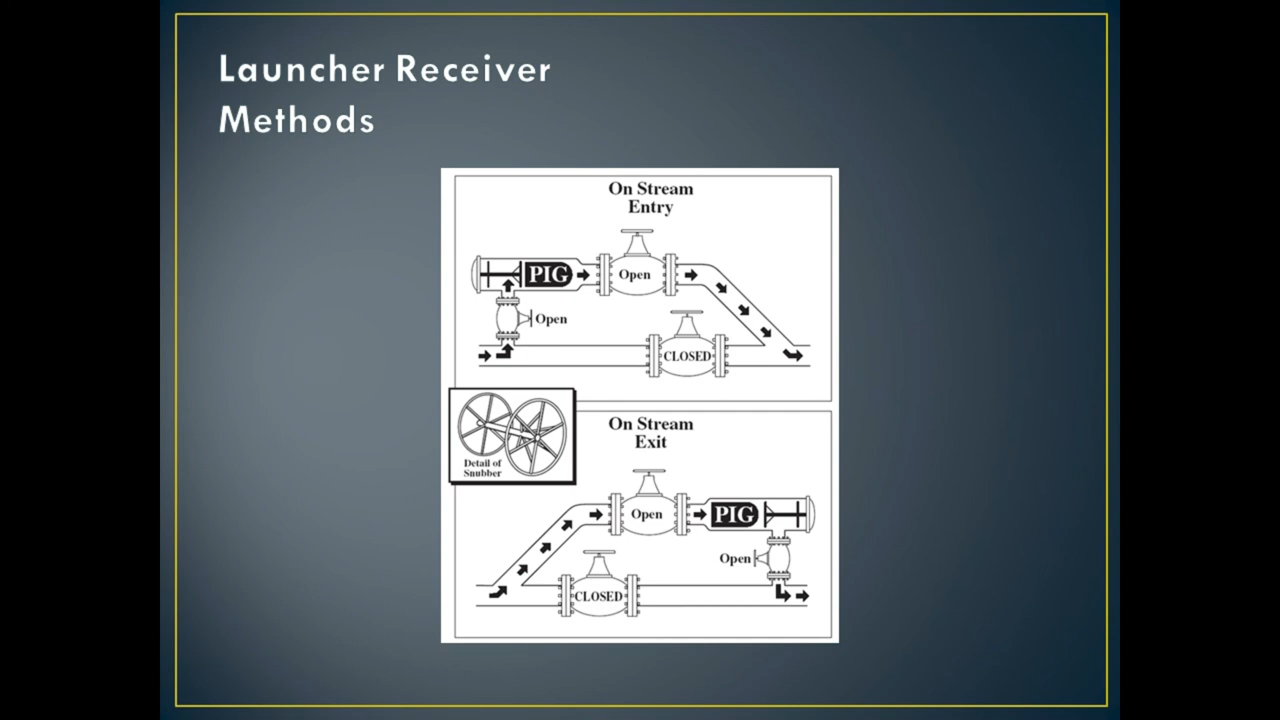 Launcher Receiver
Methods
On Stream
Entry
PIG
Open
Open
CLOSED
Detail of
Snubber
On Stream
Exit
Open
PIG
Open
CLOSED